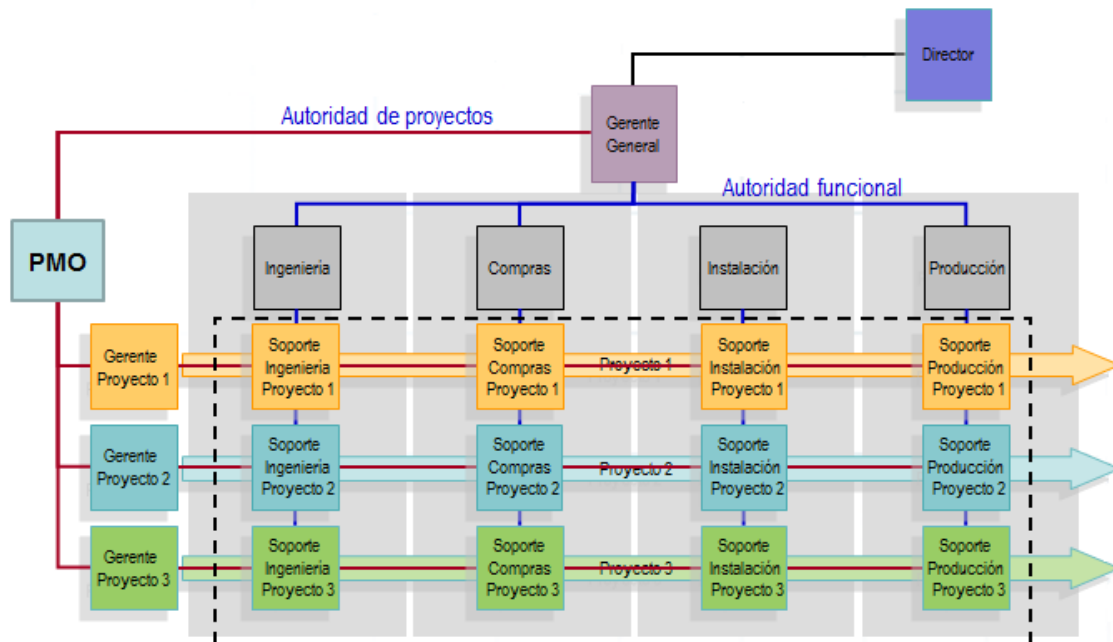 Director
Autoridad de proyectos
Gerente
General
Autoridad funcional
PMO
Ingeniería
Compras
Instalación
Producción
Gerente
Proyecto 1
Soporte
Ingeniería
Proyecto 1
Soporte
Compras
Proyecto 1
Proyecto 1
Soporte
Instalación
Proyecto 1
Soporte
Producción
Proyecto 1
Gerente
Proyecto 2
Soporte
Ingeniería
Proyecto 2
Soporte
Compras
Proyecto 2
Proyecto 2
Soporte
Instalación
Proyecto 2
Soporte
Producción
Proyecto 2
Gerente
Proyecto 3
Soporte
Ingeniería
Proyecto 3
Soporte
Compras
Proyecto 3
Proyecto 3
Soporte
Instalación
Proyecto 3
Soporte
Producción
Proyecto 3